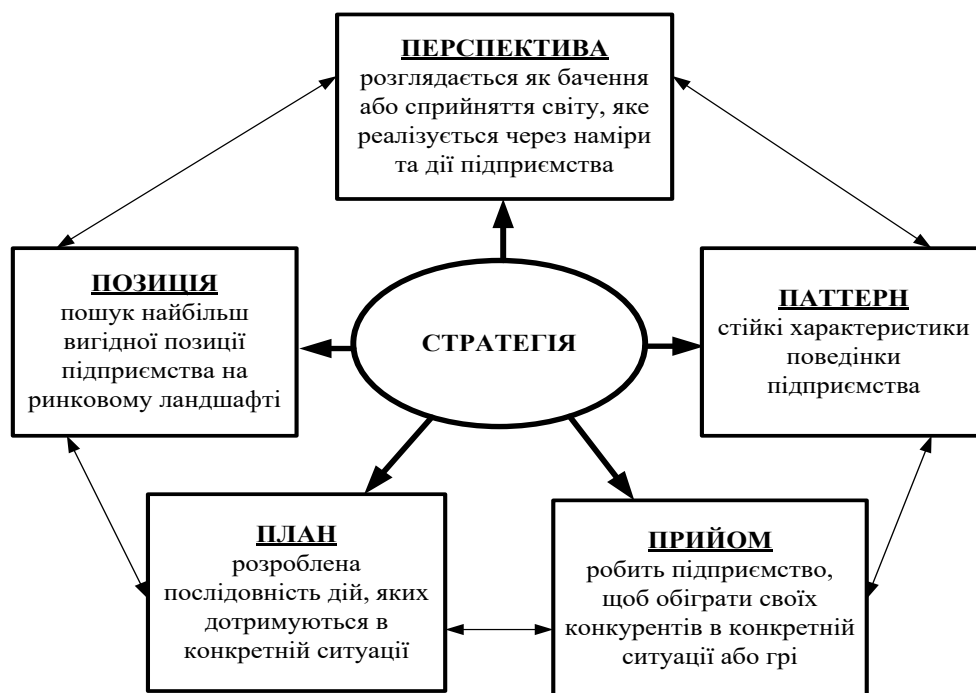 ПЕРСПЕКТИВА
розглядається як бачення
або сприйняття світу, яке
реалізується через наміри
та дії підприємства
ПОЗИЦІЯ
пошук найбільш
вигідної позиції
підприємства на
ринковому ландшафті
СТРАТЕГІЯ
ПАТТЕРН
стійкі характеристики
поведінки
підприємства
ПЛАН
розроблена
послідовність дій, яких
дотримуються в
конкретній ситуації
ПРИЙОМ
робить підприємство,
щоб обіграти своїх
конкурентів в конкретній
ситуації або грі